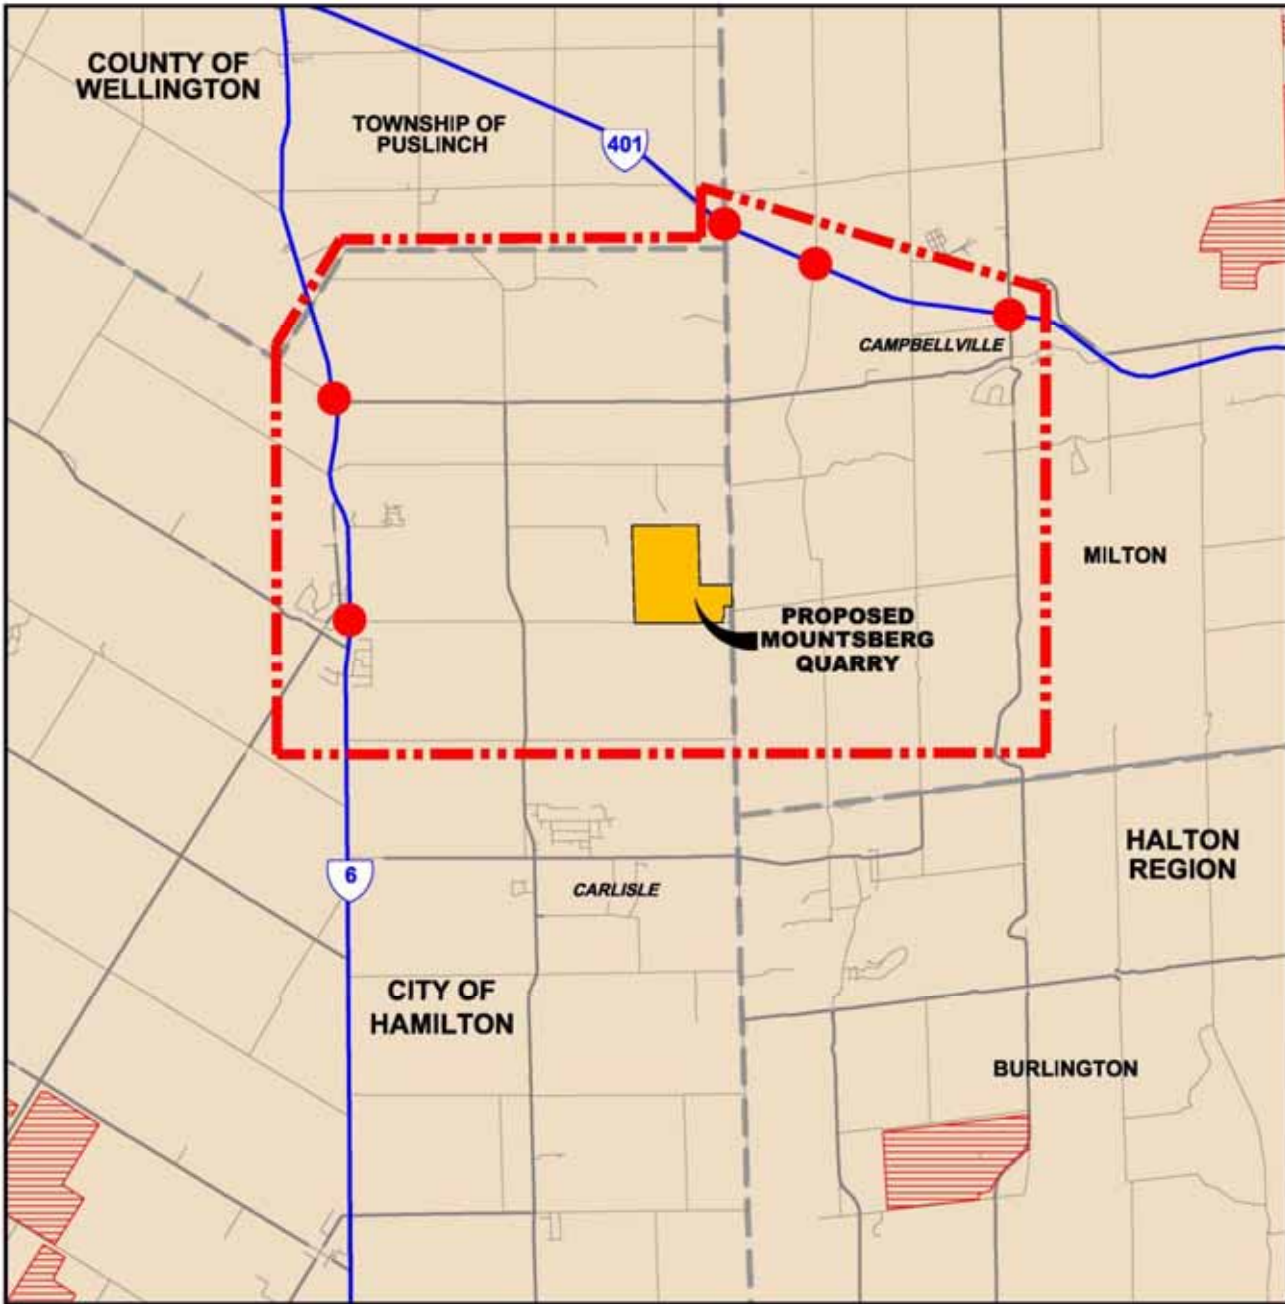 COUNTY OF
WELLINGTON
TOWNSHIP OF
PUSLINCH
401
CAMPBELLVILLE
MILTON
PROPOSED
MOUNTSBERG
QUARRY
HALTON
REGION
6
CARLISLE
CITY OF
HAMILTON
BURLINGTON